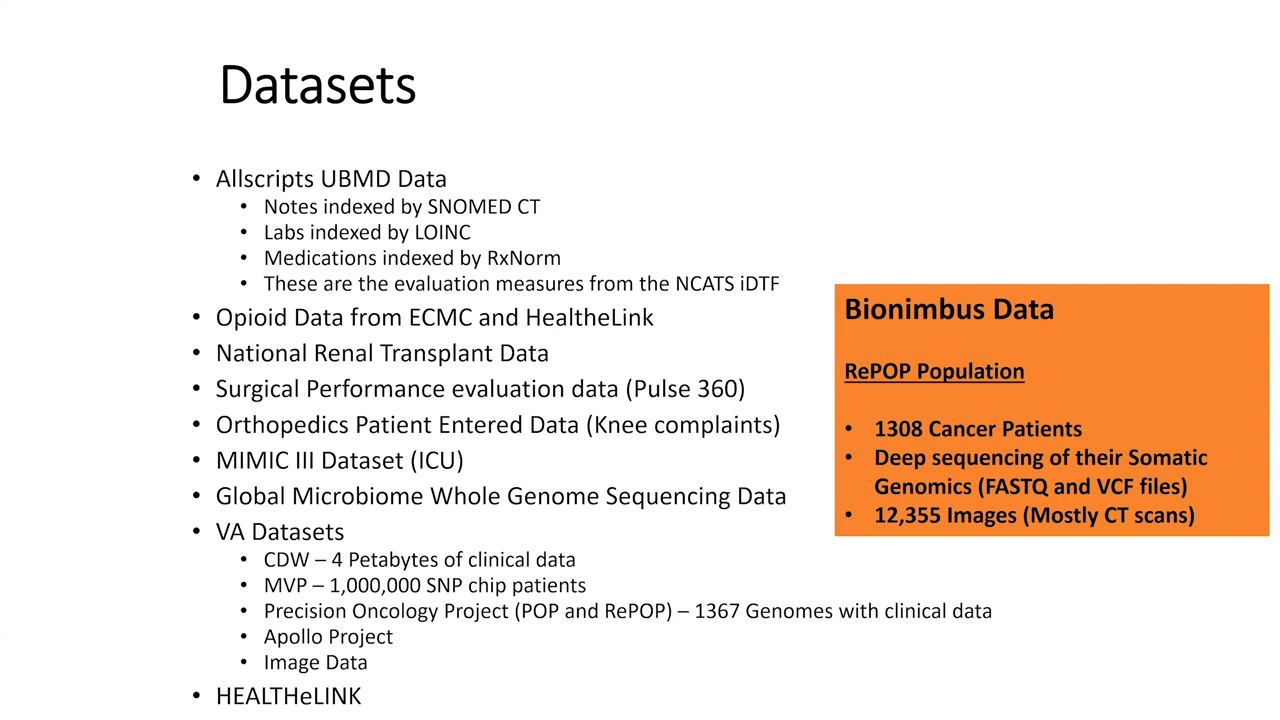 Datasets
• Allscripts UBMD Data
• Notes indexed by SNOMED CT
• Labs indexed by LOINC
• Medications indexed by RxNorm
• These are the evaluation measures from the NCATS iDTF
• Opioid Data from ECMC and HealtheLink
• National Renal Transplant Data
• Surgical Performance evaluation data (Pulse 360)
• Orthopedics Patient Entered Data (Knee complaints)
• MIMIC III Dataset (ICU)
• Global Microbiome Whole Genome Sequencing Data
• VA Datasets
• CDW – 4 Petabytes of clinical data
• MVP – 1,000,000 SNP chip patients
• Precision Oncology Project (POP and RePOP) – 1367 Genomes with clinical data
• Apollo Project
• Image Data
• HEALTHeLINK
Bionimbus Data
RePOP Population
• 1308 Cancer Patients
• Deep sequencing of their Somatic
Genomics (FASTQ and VCF files)
• 12,355 Images (Mostly CT scans)